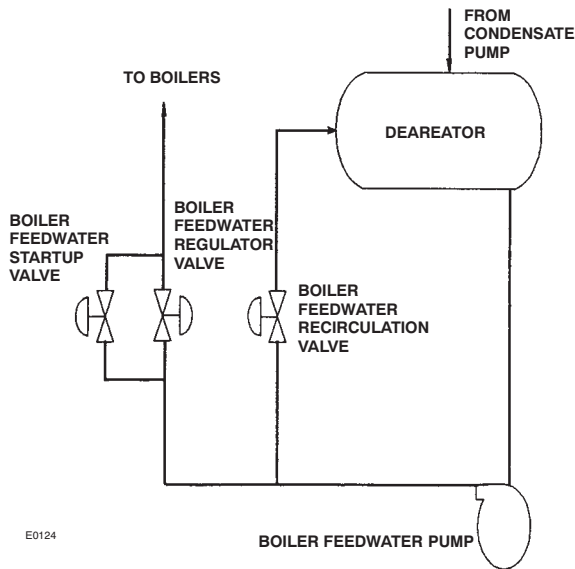 FROM
CONDENSATE
PUMP
TO BOILERS
DEAREATOR
BOILER
FEEDWATER
STARTUP
VALVE
BOILER
FEEDWATER
REGULATOR
VALVE
BOILER
FEEDWATER
RECIRCULATION
VALVE
E0124
BOILER FEEDWATER PUMP